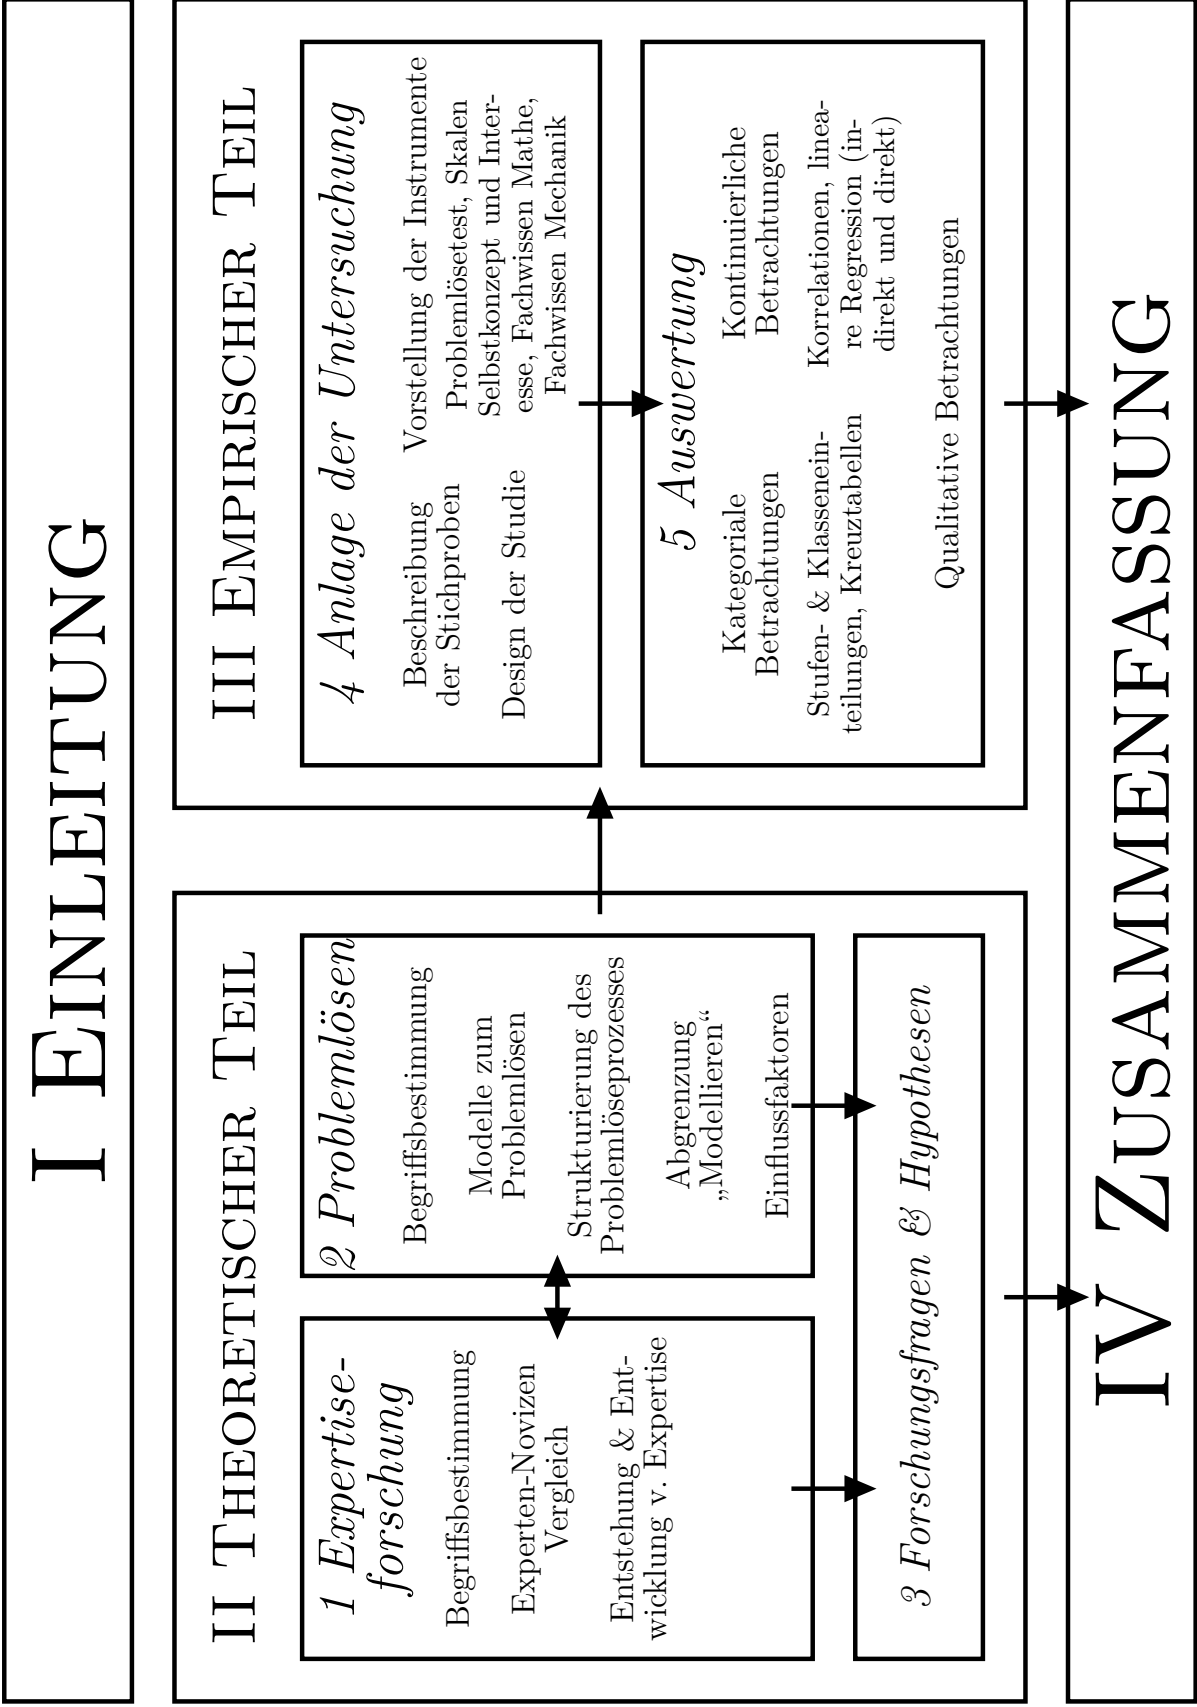 I EINLEITUNG
II THEORETISCHER TEIL
1 Expertise-
forschung
Begriffsbestimmung
Experten-Novizen
Vergleich
Entstehung & Ent-
wicklung v. Expertise
2 Problemlösen
Begriffsbestimmung
Modelle zum
Problemlösen
Strukturierung des
Problemlöseprozesses
Abgrenzung
„Modellieren“
Einflussfaktoren
3 Forschungsfragen & Hypothesen
III EMPIRISCHER TEIL
4 Anlage der Untersuchung
Beschreibung
der Stichproben
Design der Studie
Vorstellung der Instrumente
Problemlösetest, Skalen
Selbstkonzept und Inter-
esse, Fachwissen Mathe,
Fachwissen Mechanik
5 Auswertung
Kategoriale
Betrachtungen
Stufen- & Klassenein-
teilungen, Kreuztabellen
Kontinuierliche
Betrachtungen
Korrelationen, linea-
re Regression (in-
direkt und direkt)
Qualitative Betrachtungen
IV ZUSAMMENFASSUNG